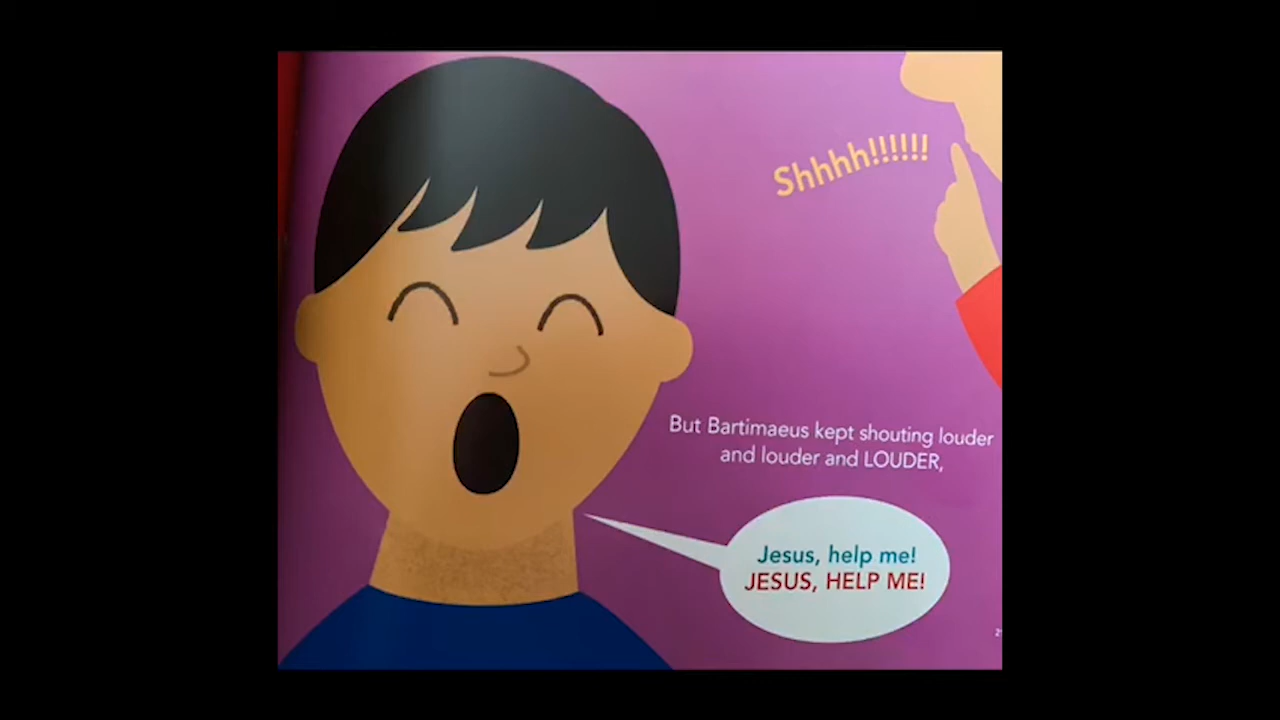 Shhhh!!!!!!
But Bartimaeus kept shouting louder
and louder and LOUDER,
Jesus, help me!
JESUS, HELP ME!